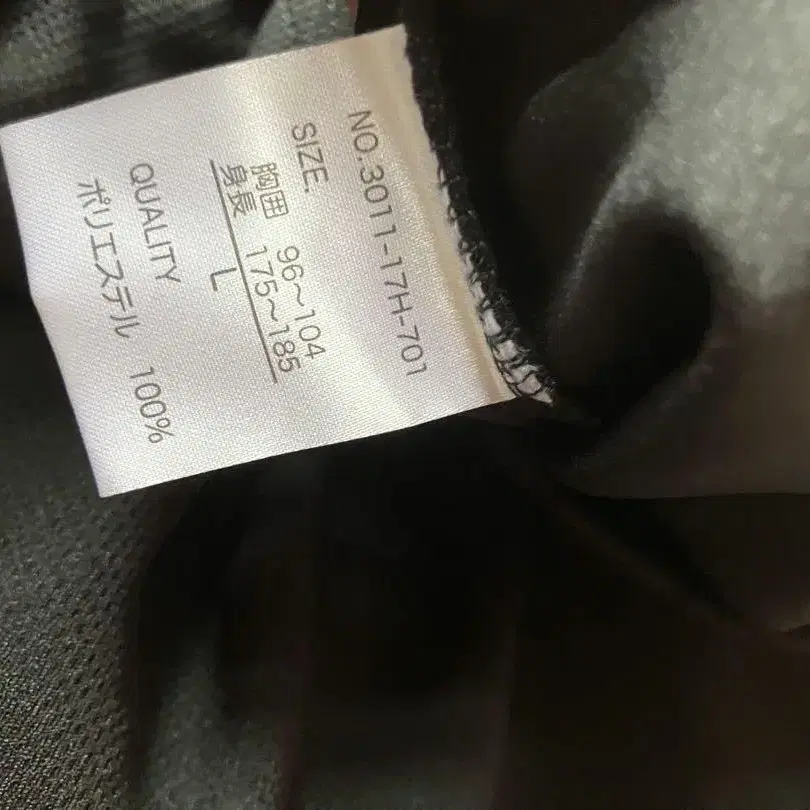 NO.3011-17H-701
SIZE.
胸囲 96～104
身長 175～185
L
QUALITY
ポリエステル 100%